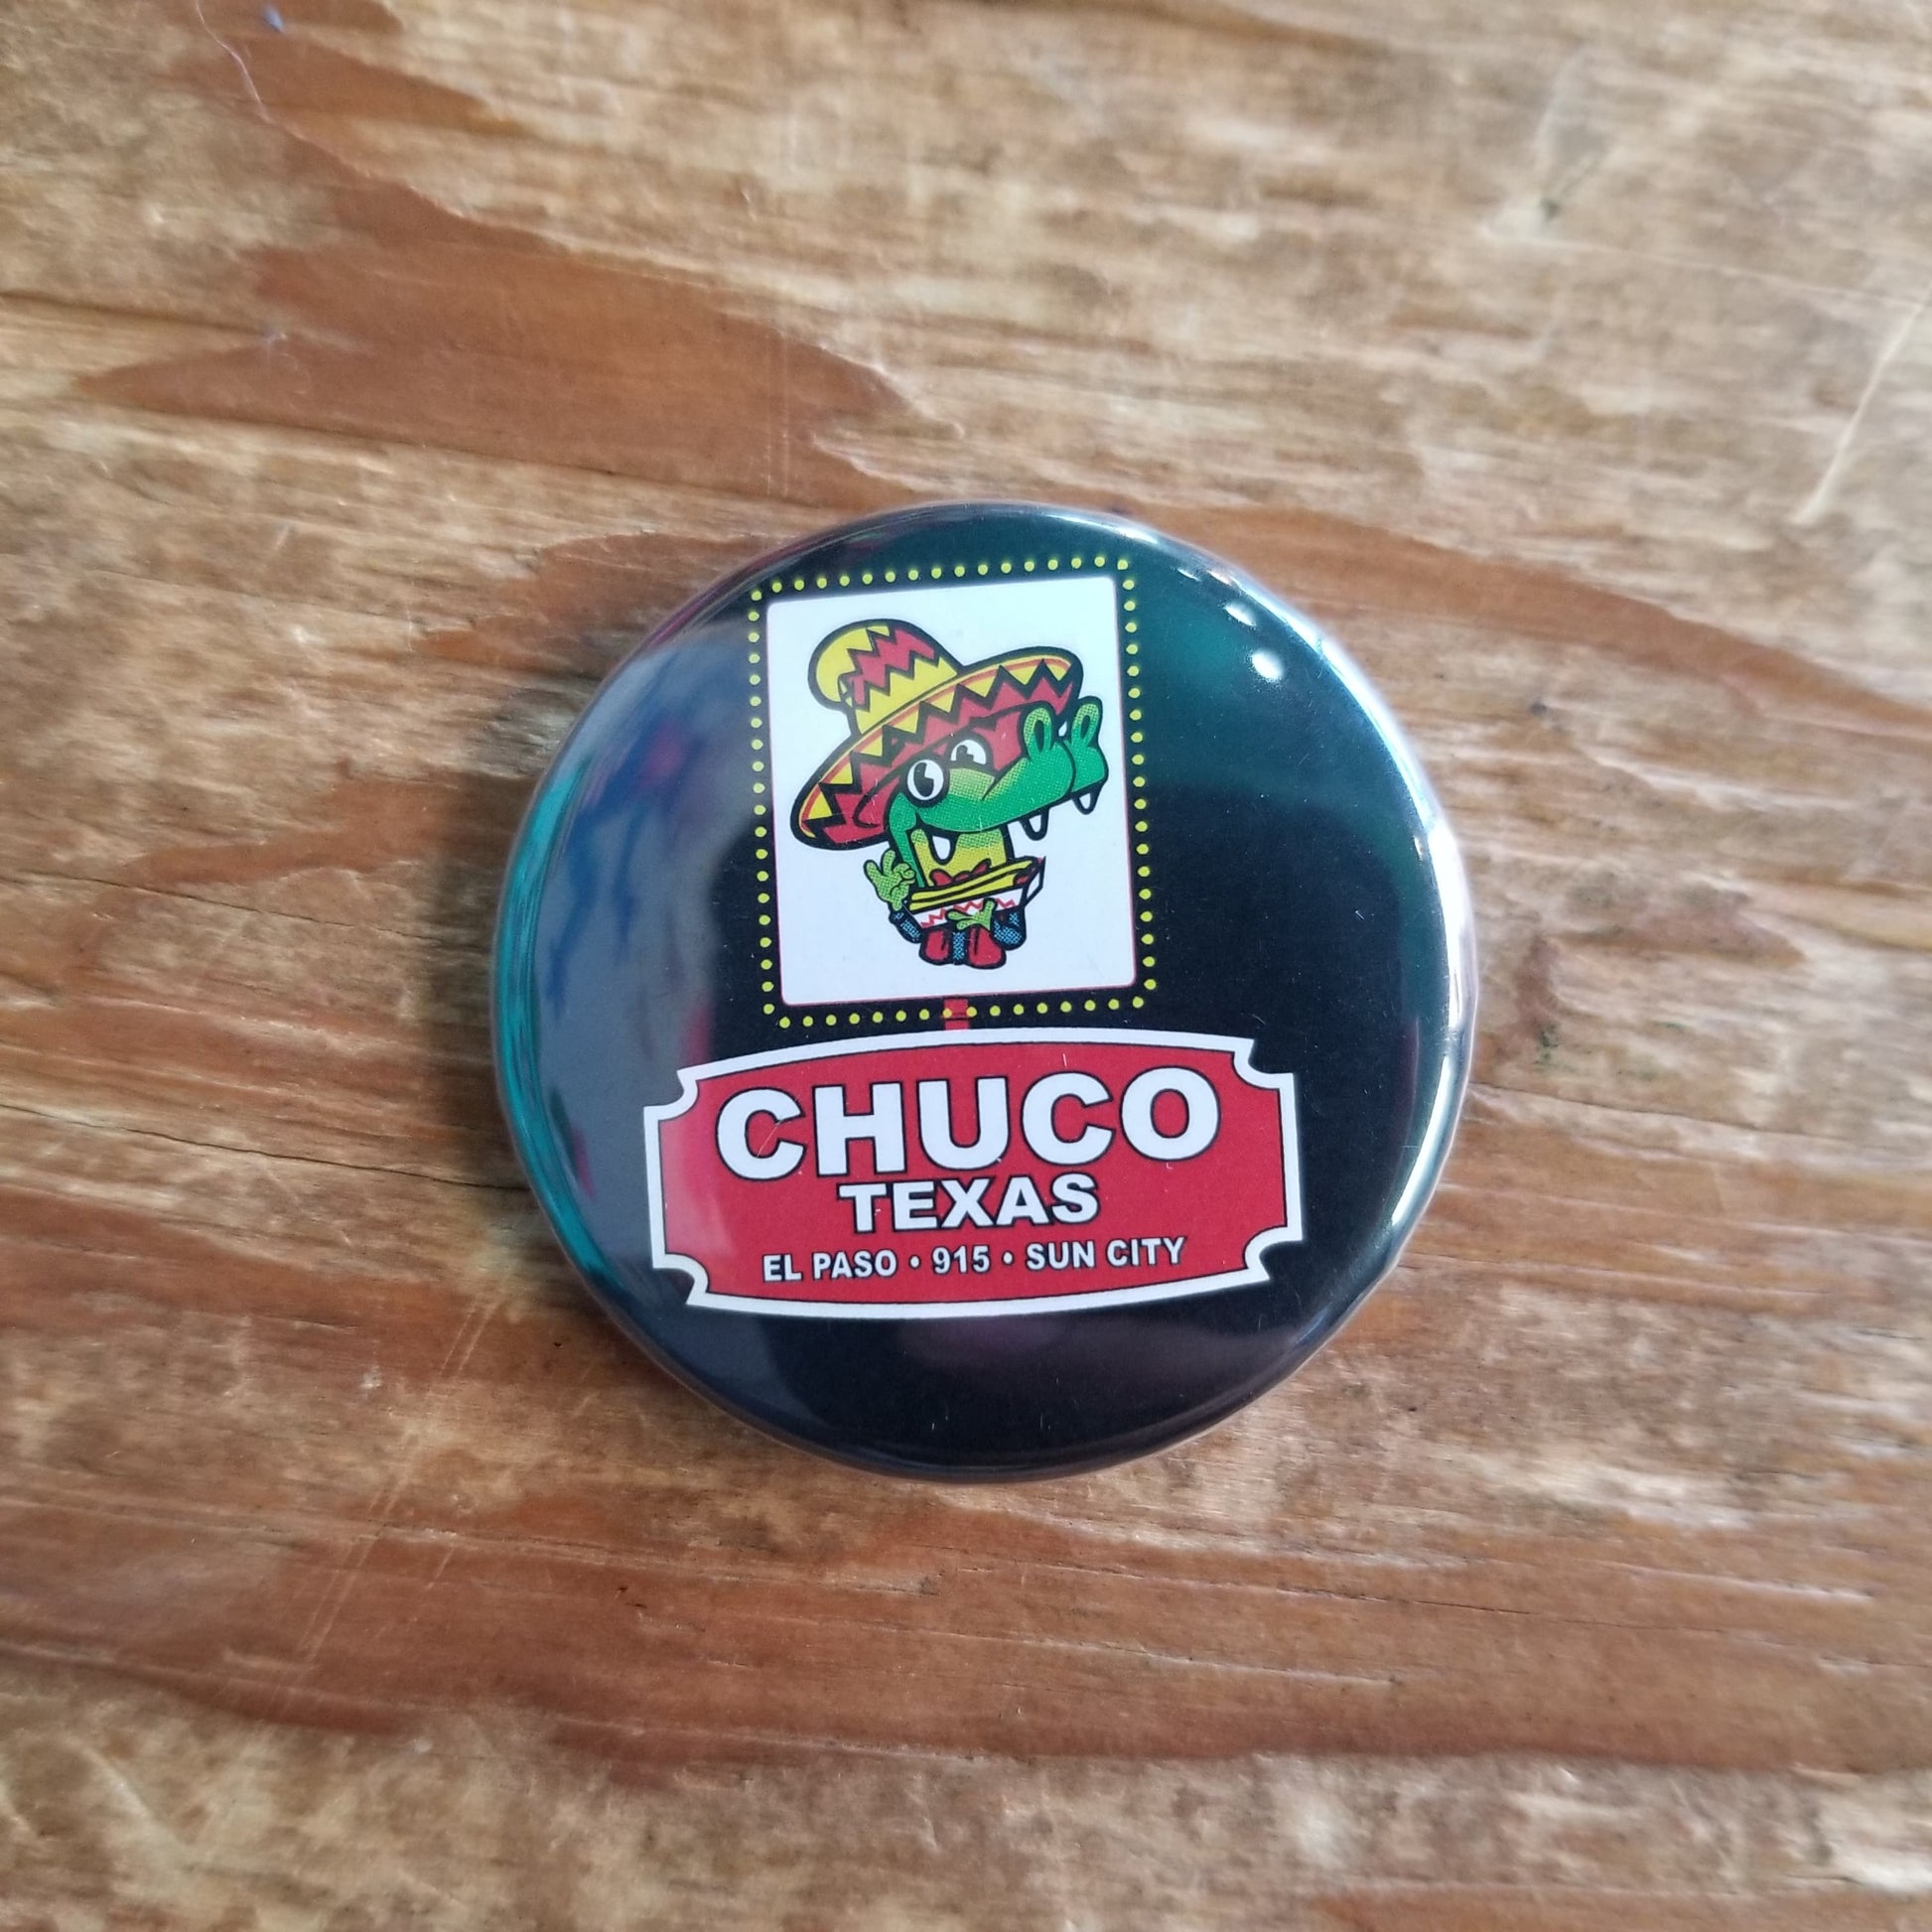 CHUCO
TEXAS
EL PASO • 915 • SUN CITY